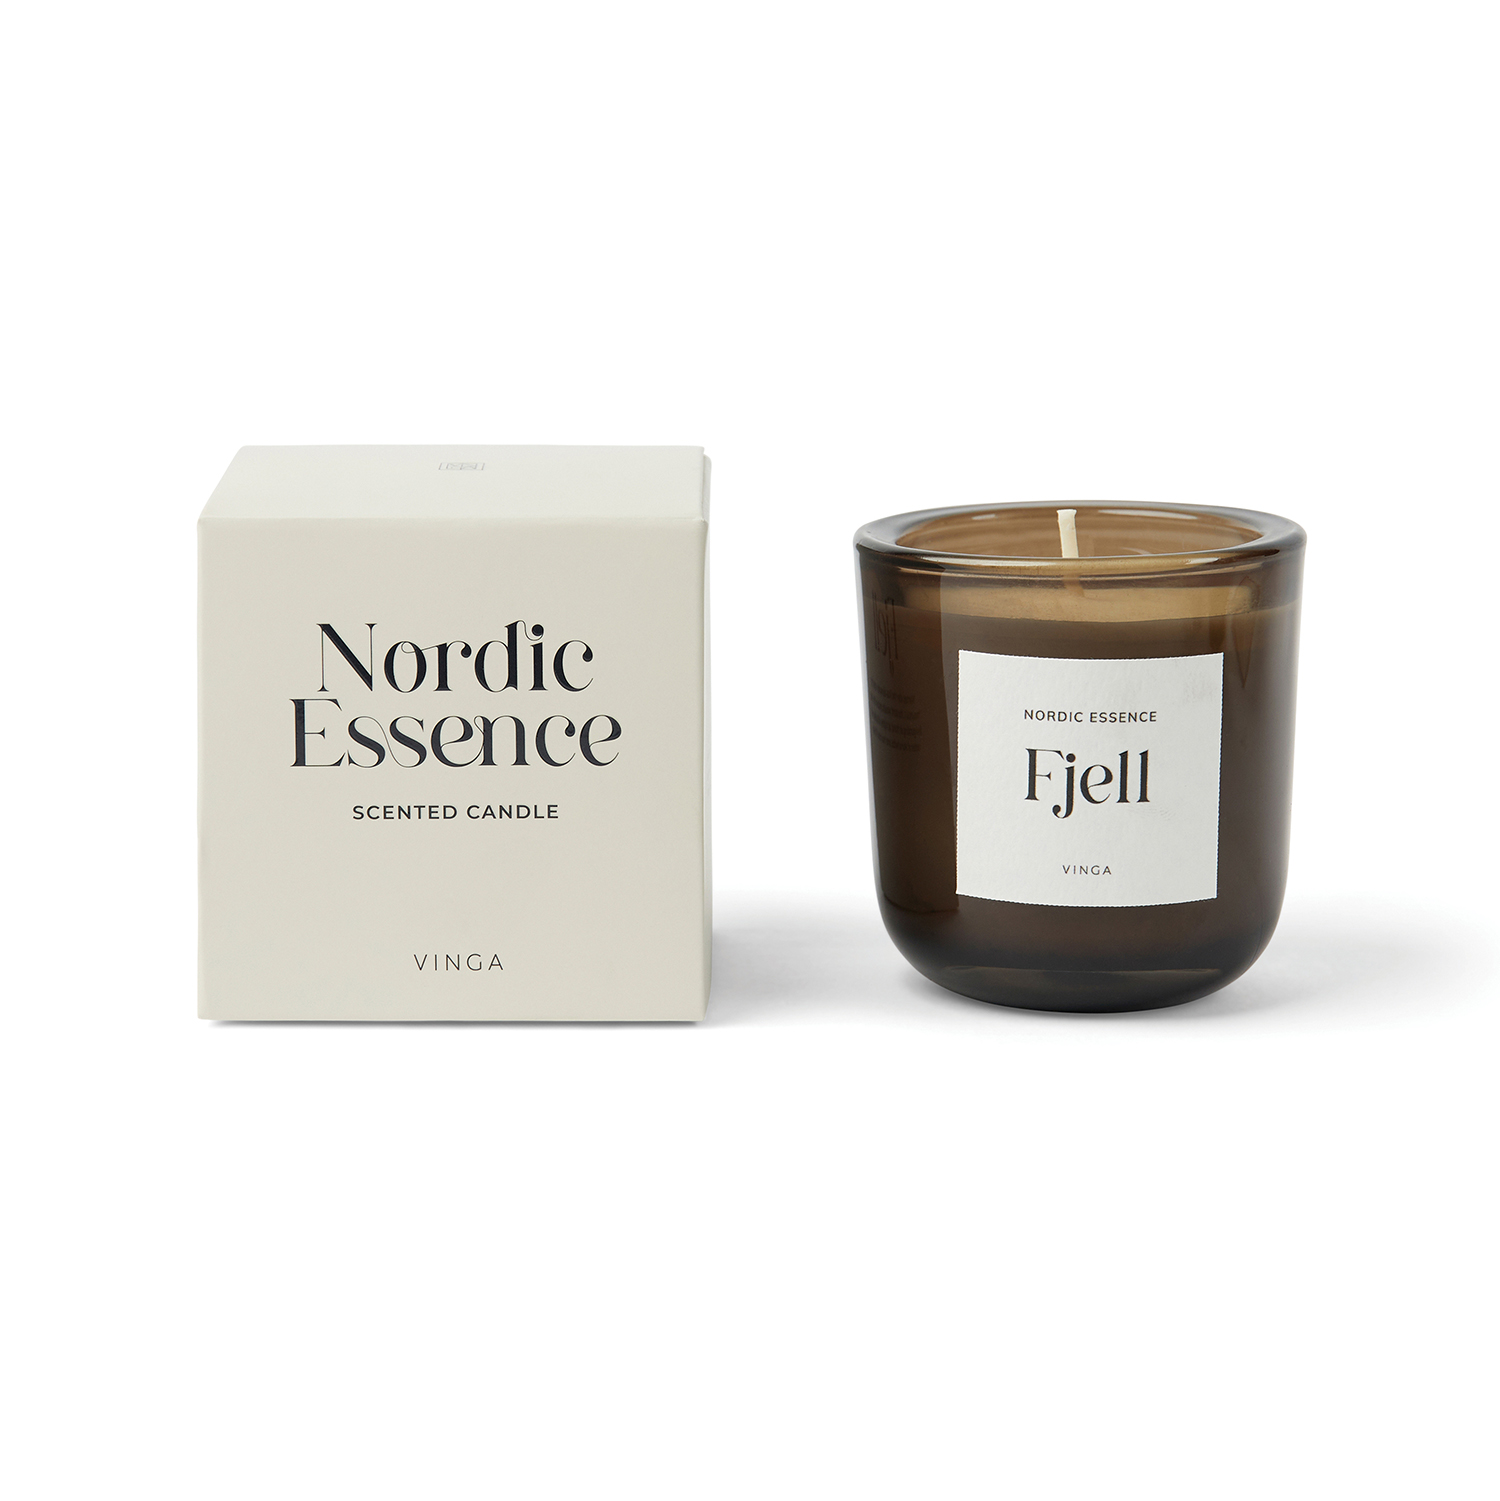 Nordic
Essence
SCENTED CANDLE
VINGA
NORDIC ESSENCE
Fjell
VINGA